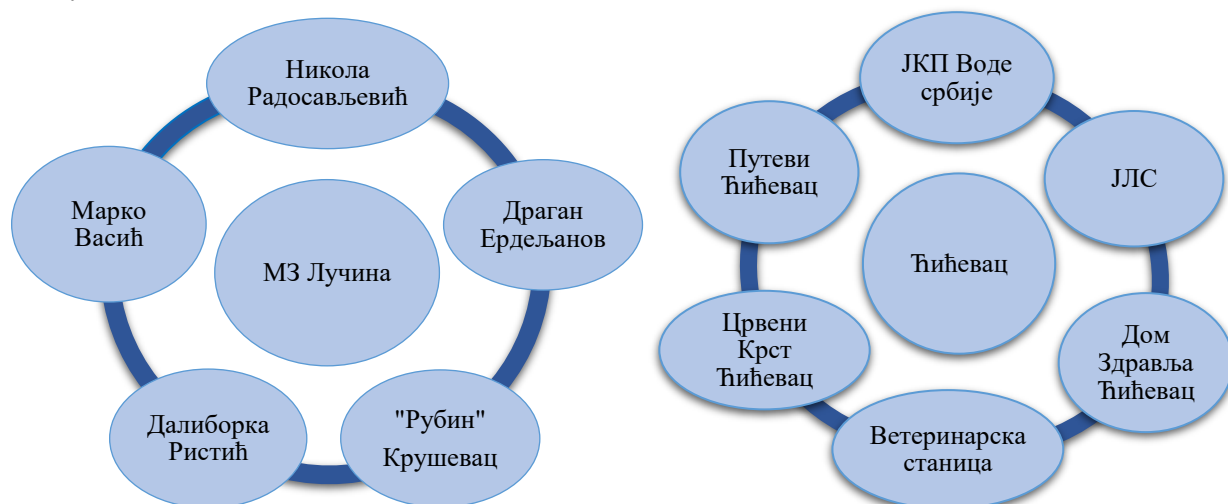 Никола
Радосављевић
Драган
Ердељанов
"Рубин"
Крушевац
Далиборка
Ристић
Марко
Васић
МЗ Лучина
ЈКП Воде
србије
ЈЛС
Дом
Здравља
Ћићевац
Ветеринарска
станица
Црвени
Крст
Ћићевац
Путеви
Ћићевац
Ћићевац